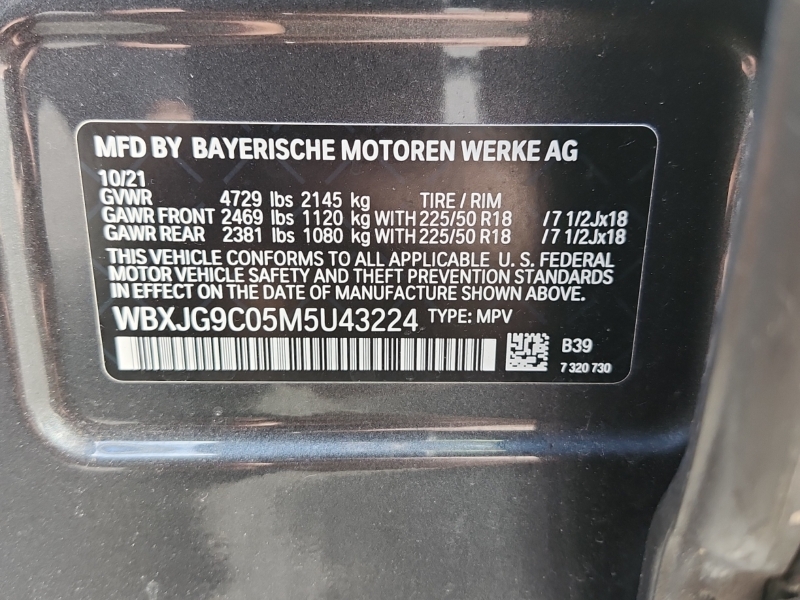 MFD BY BAYERISCHE MOTOREN WERKE AG
10/21
GVWR 4729 lbs 2145 kg TIRE / RIM
GAWR FRONT 2469 lbs 1120 kg WITH 225/50 R18 /7 1/2Jx18
GAWR REAR 2381 lbs 1080 kg WITH 225/50 R18 /7 1/2Jx18
THIS VEHICLE CONFORMS TO ALL APPLICABLE U. S. FEDERAL
MOTOR VEHICLE SAFETY AND THEFT PREVENTION STANDARDS
IN EFFECT ON THE DATE OF MANUFACTURE SHOWN ABOVE.
WBXJG9C05M5U43224 TYPE: MPV
B39
7 320 730